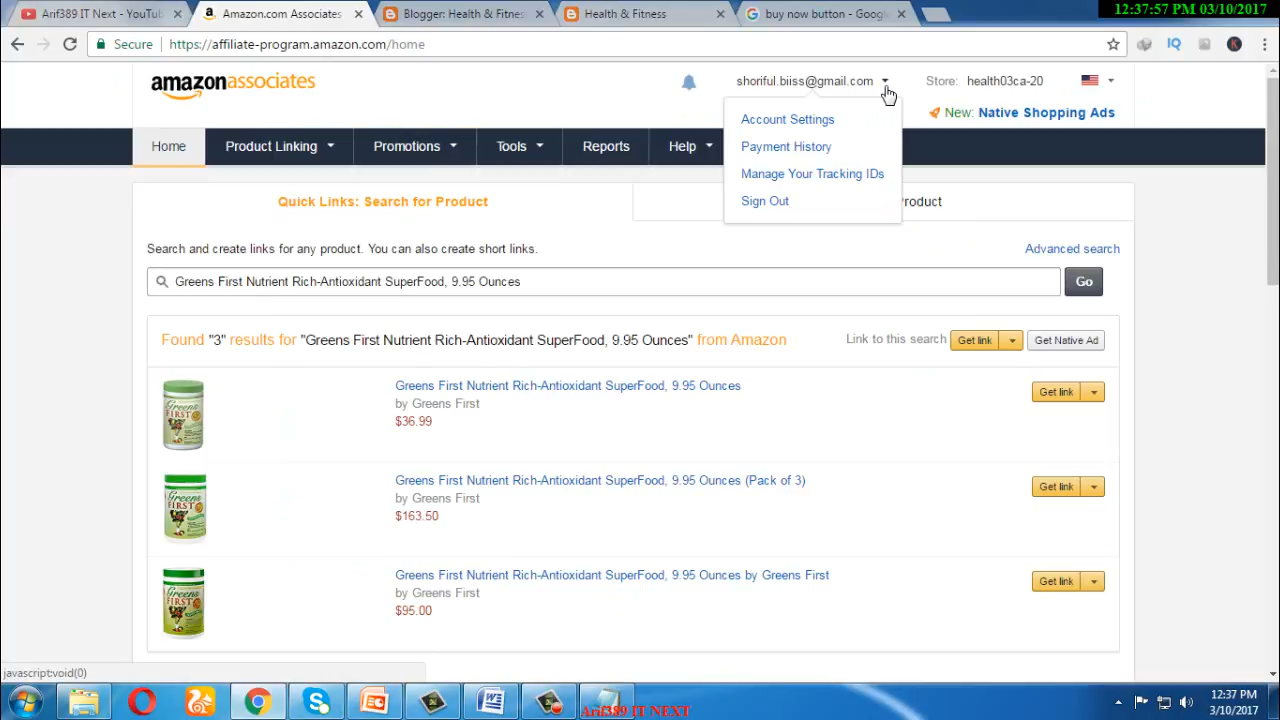 12:37:57 PM 03/10/2017
Arif389 IT Next - YouTu
Amazon.com Associates
Blogger: Health & Fitne
Health & Fitness
buy now button - Google
Secure
https://affiliate-program.amazon.com/home
amazonassociates
shoriful.biiss@gmail.com
Store: health03ca-20
New: Native Shopping Ads
Account Settings
Payment History
Manage Your Tracking IDs
Sign Out
Home
Product Linking
Promotions
Tools
Reports
Help
Quick Links: Search for Product
roduct
Search and create links for any product. You can also create short links.
Advanced search
Greens First Nutrient Rich-Antioxidant SuperFood, 9.95 Ounces
Go
Found "3" results for "Greens First Nutrient Rich-Antioxidant SuperFood, 9.95 Ounces" from Amazon
Link to this search
Get link
Get Native Ad
Greens First Nutrient Rich-Antioxidant SuperFood, 9.95 Ounces
by Greens First
$36.99
Get link
Greens First Nutrient Rich-Antioxidant SuperFood, 9.95 Ounces (Pack of 3)
by Greens First
$163.50
Get link
Greens First Nutrient Rich-Antioxidant SuperFood, 9.95 Ounces by Greens First
by Greens First
$95.00
Get link
javascript:void(0)
Arif389 IT NEXT
12:37 PM
3/10/2017